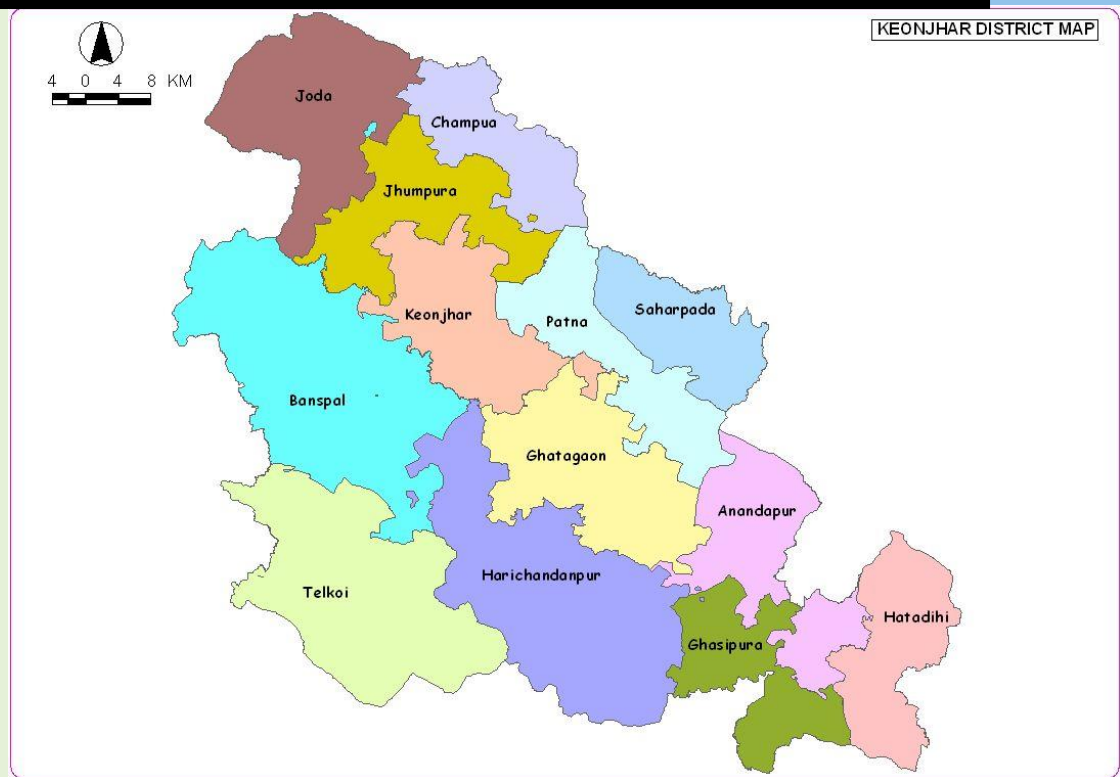 KEONJHAR DISTRICT MAP
4 0 4 8 KM
Joda
Champua
Jhumpura
Keonjhar
Patna
Saharpada
Banspal
Ghatagaon
Anandapur
Harichandanpur
Telkoi
Ghasipura
Hatadihi